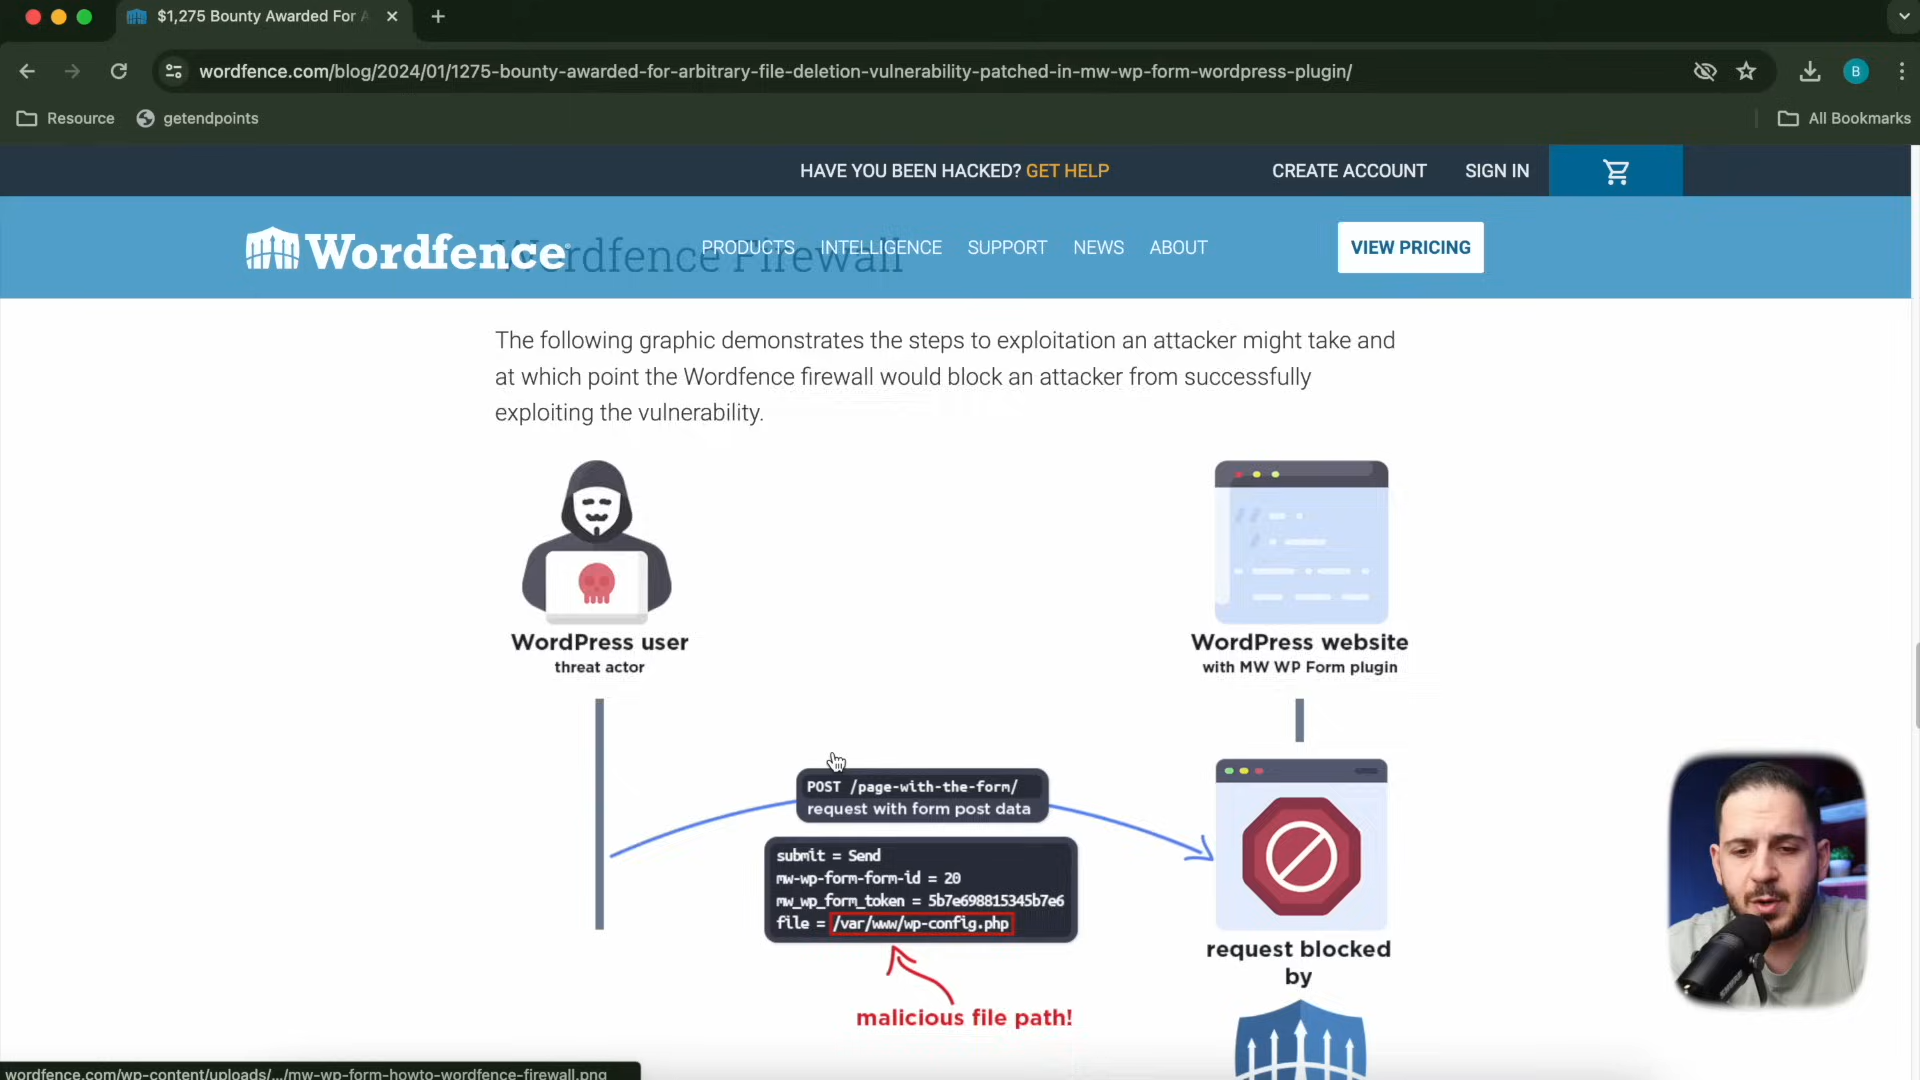 $1,275 Bounty Awarded For A
wordfence.com/blog/2024/01/1275-bounty-awarded-for-arbitrary-file-deletion-vulnerability-patched-in-mw-wp-form-wordpress-plugin/
B
Resource
getendpoints
All Bookmarks
HAVE YOU BEEN HACKED? GET HELP
CREATE ACCOUNT
SIGN IN
Wordfence
PRODUCTS
INTELLIGENCE
SUPPORT
NEWS
ABOUT
VIEW PRICING
Wordfence Firewall
The following graphic demonstrates the steps to exploitation an attacker might take and
at which point the Wordfence firewall would block an attacker from successfully
exploiting the vulnerability.
WordPress user
threat actor
WordPress website
with MW WP Form plugin
POST /page-with-the-form/
request with form post data
submit = Send
mw-wp-form-form-id = 20
mw_wp_form_token = 5b7e698815345b7e6
file = /var/www/wp-config.php
malicious file path!
request blocked
by
wordfence.com/wp-content/uploads/.../mw-wp-form-howto-wordfence-firewall.png